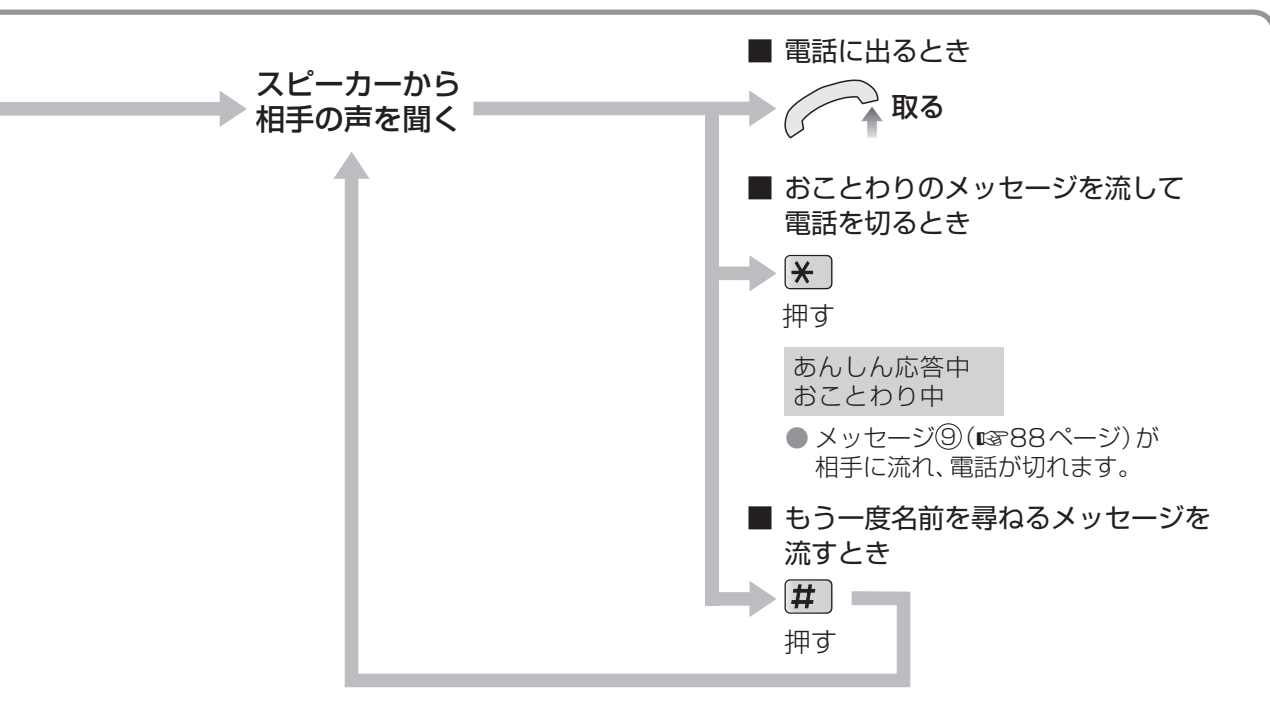 スピーカーから
相手の声を聞く
■ 電話に出るとき
取る
■ おことわりのメッセージを流して
電話を切るとき
＊
押す
あんしん応答中
おことわり中
● メッセージ⑨(☞88ページ)が
相手に流れ、電話が切れます。
■ もう一度名前を尋ねるメッセージを
流すとき
#
押す